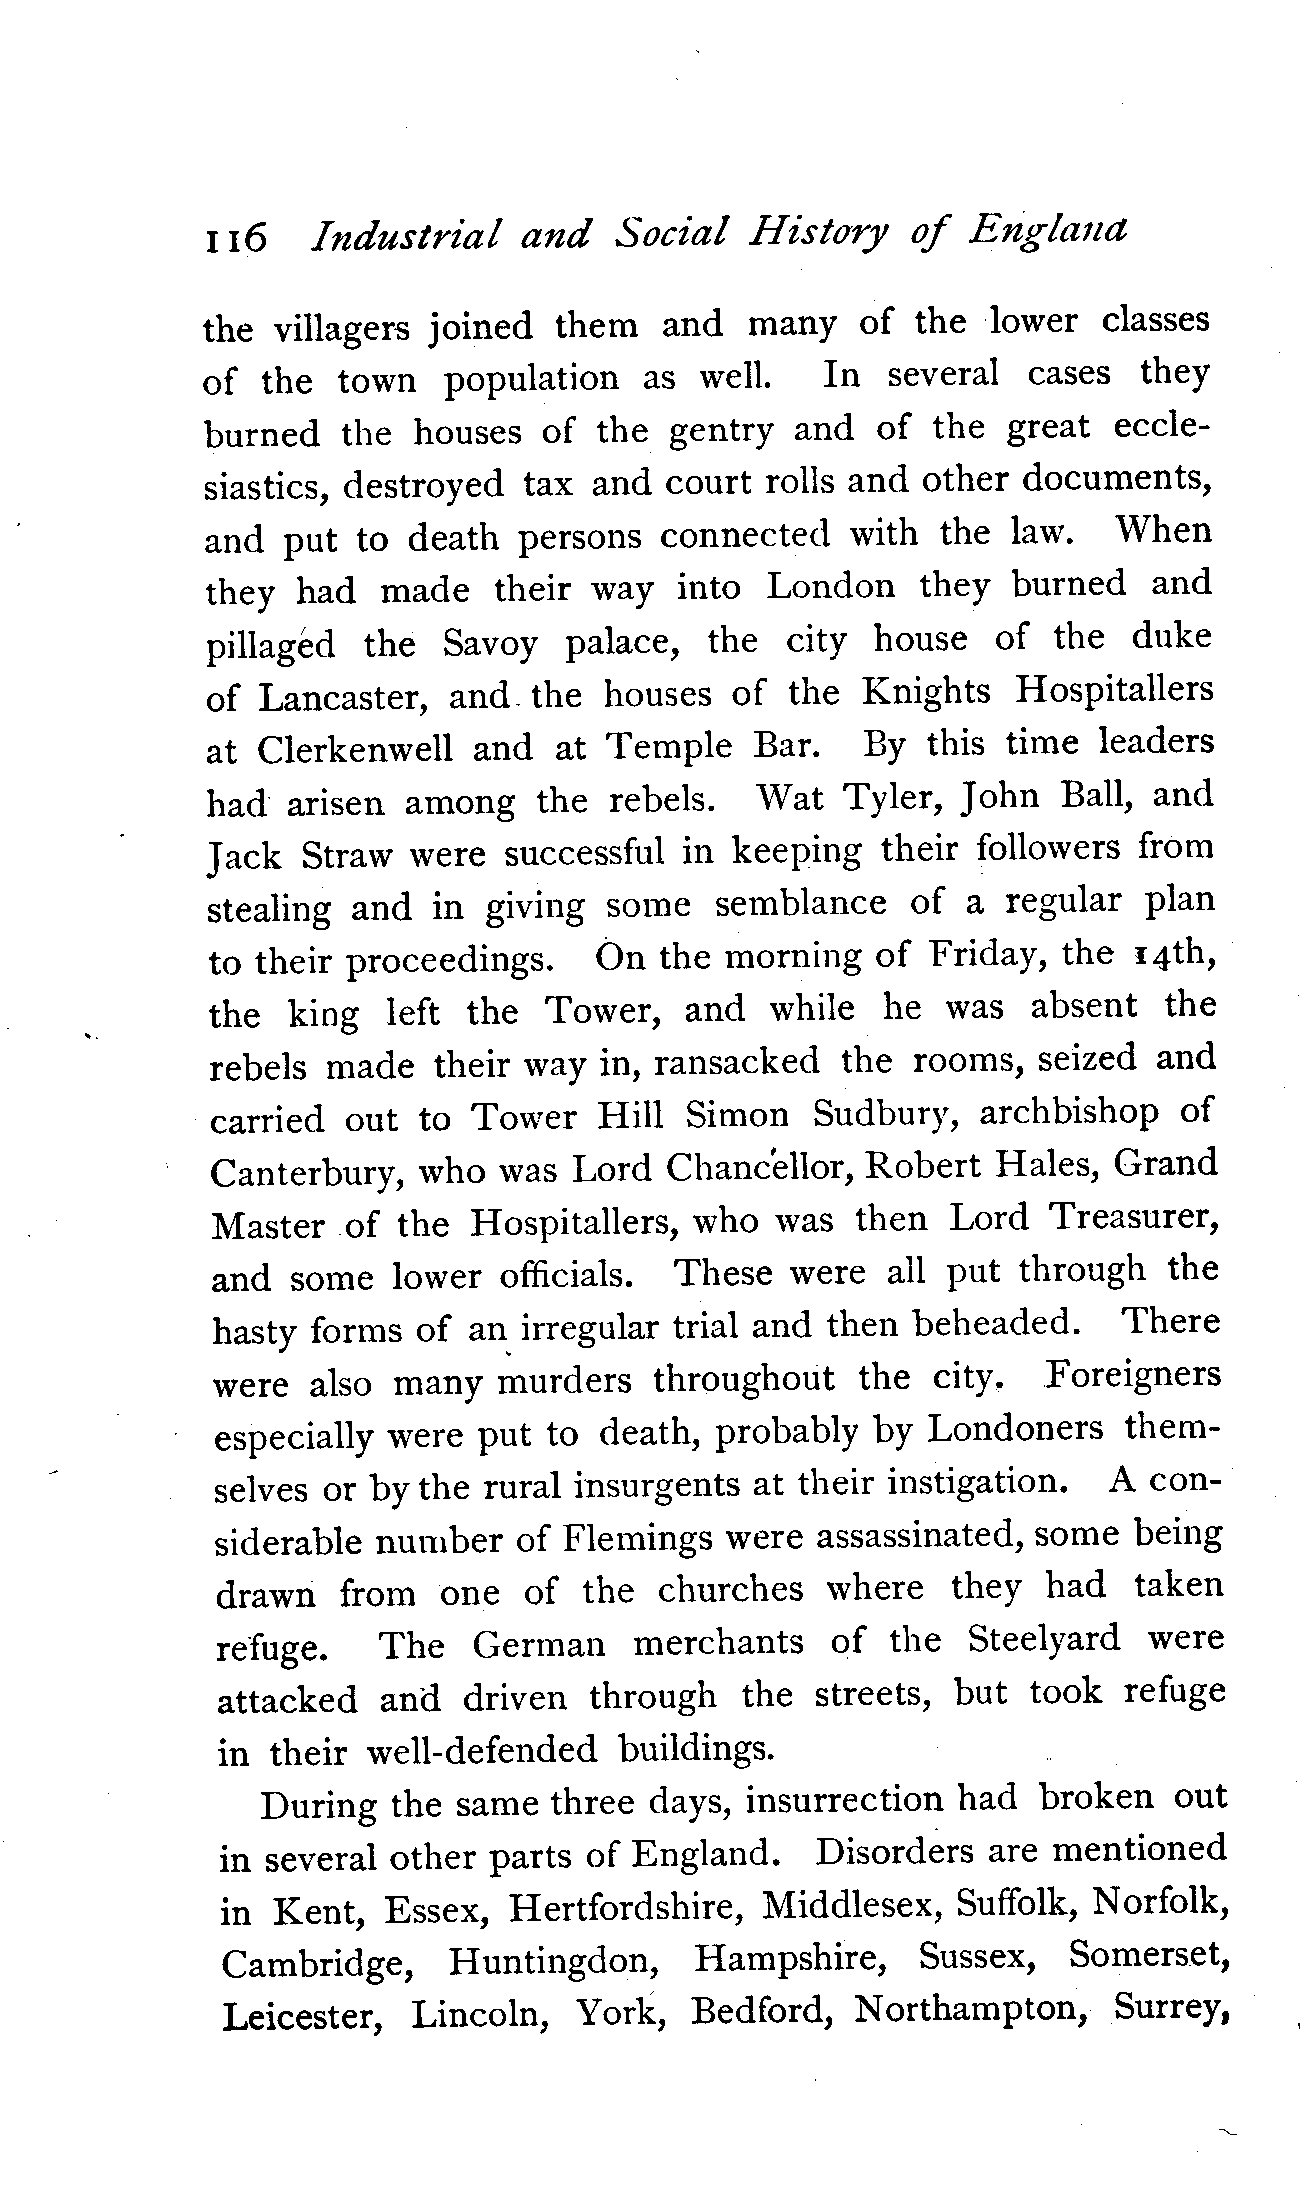 116 Industrial and Social History of England
the villagers joined them and many of the lower classes
of the town population as well. In several cases they
burned the houses of the gentry and of the great eccle-
siastics, destroyed tax and court rolls and other documents,
and put to death persons connected with the law. When
they had made their way into London they burned and
pillaged the Savoy palace, the city house of the duke
of Lancaster, and the houses of the Knights Hospitallers
at Clerkenwell and at Temple Bar. By this time leaders
had arisen among the rebels. Wat Tyler, John Ball, and
Jack Straw were successful in keeping their followers from
stealing and in giving some semblance of a regular plan
to their proceedings. On the morning of Friday, the 14th,
the king left the Tower, and while he was absent the
rebels made their way in, ransacked the rooms, seized and
carried out to Tower Hill Simon Sudbury, archbishop of
Canterbury, who was Lord Chancellor, Robert Hales, Grand
Master of the Hospitallers, who was then Lord Treasurer,
and some lower officials. These were all put through the
hasty forms of an irregular trial and then beheaded. There
were also many murders throughout the city. Foreigners
especially were put to death, probably by Londoners them-
selves or by the rural insurgents at their instigation. A con-
siderable number of Flemings were assassinated, some being
drawn from one of the churches where they had taken
refuge. The German merchants of the Steelyard were
attacked and driven through the streets, but took refuge
in their well-defended buildings.
During the same three days, insurrection had broken out
in several other parts of England. Disorders are mentioned
in Kent, Essex, Hertfordshire, Middlesex, Suffolk, Norfolk,
Cambridge, Huntingdon, Hampshire, Sussex, Somerset,
Leicester, Lincoln, York, Bedford, Northampton, Surrey,